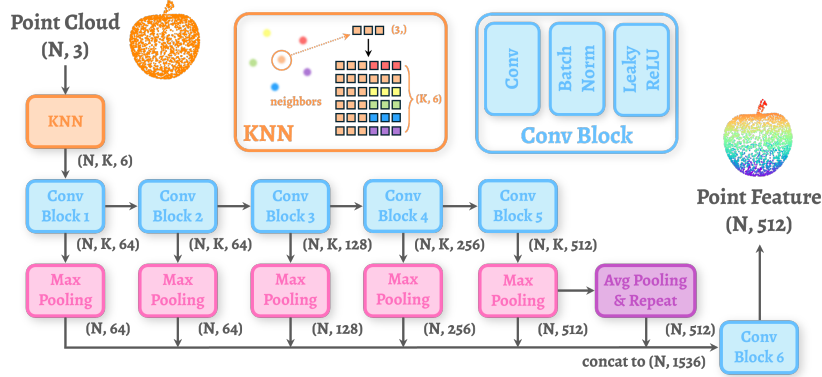 Point Cloud
(N, 3)
KNN
(N, K, 6)
(3,)
neighbors
(K, 6)
KNN
Conv
Batch
Norm
Leaky
ReLU
Conv Block
Conv
Block 1
Conv
Block 2
Conv
Block 3
Conv
Block 4
Conv
Block 5
(N, K, 64)
(N, K, 64)
(N, K, 128)
(N, K, 256)
(N, K, 512)
Max
Pooling
Max
Pooling
Max
Pooling
Max
Pooling
Max
Pooling
Avg Pooling
& Repeat
(N, 64)
(N, 64)
(N, 128)
(N, 256)
(N, 512)
(N, 512)
concat to (N, 1536)
Conv
Block 6
Point Feature
(N, 512)